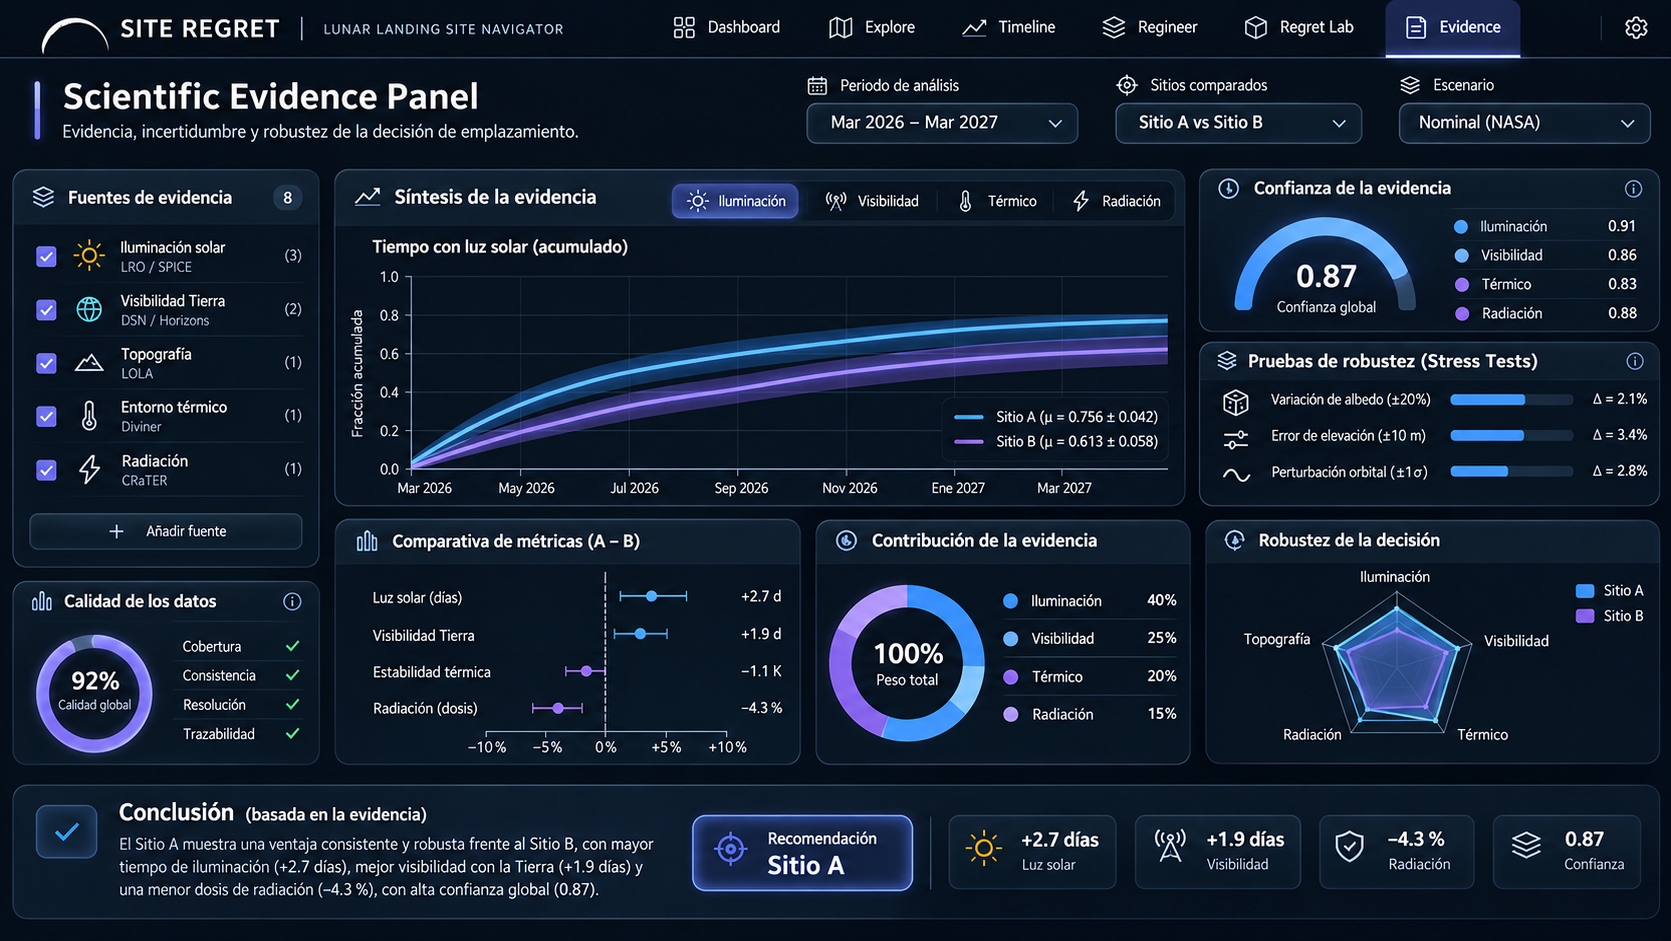 SITE REGRET
LUNAR LANDING SITE NAVIGATOR
Dashboard
Explore
Timeline
Regineer
Regret Lab
Evidence
Scientific Evidence Panel
Evidencia, incertidumbre y robustez de la decisión de emplazamiento.
Periodo de análisis
Mar 2026 – Mar 2027
Sitios comparados
Sitio A vs Sitio B
Escenario
Nominal (NASA)
Fuentes de evidencia
8
Iluminación solar
LRO / SPICE
(3)
Visibilidad Tierra
DSN / Horizons
(2)
Topografía
LOLA
(1)
Entorno térmico
Diviner
(1)
Radiación
CRaTER
(1)
+ Añadir fuente
Calidad de los datos
92%
Calidad global
Cobertura
Consistencia
Resolución
Trazabilidad
Síntesis de la evidencia
Iluminación
Visibilidad
Térmico
Radiación
Tiempo con luz solar (acumulado)
Fracción acumulada
1.0
0.8
0.6
0.4
0.2
0.0
Mar 2026
May 2026
Jul 2026
Sep 2026
Nov 2026
Ene 2027
Mar 2027
Sitio A (μ = 0.756 ± 0.042)
Sitio B (μ = 0.613 ± 0.058)
Confianza de la evidencia
0.87
Confianza global
Iluminación 0.91
Visibilidad 0.86
Térmico 0.83
Radiación 0.88
Pruebas de robustez (Stress Tests)
Variación de albedo (±20%) Δ = 2.1%
Error de elevación (±10 m) Δ = 3.4%
Perturbación orbital (±1σ) Δ = 2.8%
Comparativa de métricas (A – B)
Luz solar (días) +2.7 d
Visibilidad Tierra +1.9 d
Estabilidad térmica −1.1 K
Radiación (dosis) −4.3 %
−10 % −5% 0 % +5 % +10 %
Contribución de la evidencia
100%
Peso total
Iluminación 40%
Visibilidad 25%
Térmico 20%
Radiación 15%
Robustez de la decisión
Iluminación
Visibilidad
Térmico
Radiación
Topografía
Sitio A
Sitio B
Conclusión (basada en la evidencia)
El Sitio A muestra una ventaja consistente y robusta frente al Sitio B, con mayor
tiempo de iluminación (+2.7 días), mejor visibilidad con la Tierra (+1.9 días) y
una menor dosis de radiación (−4.3 %), con alta confianza global (0.87).
Recomendación
Sitio A
+2.7 días
Luz solar
+1.9 días
Visibilidad
−4.3 %
Radiación
0.87
Confianza